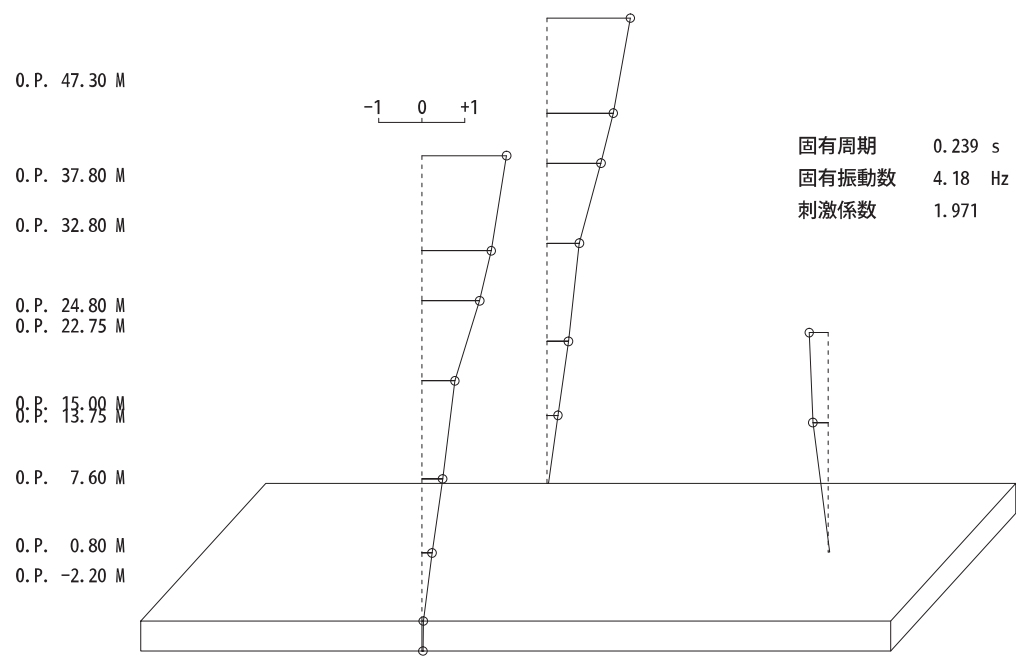 O.P. 47.30 M
-1 0 +1
固有周期 0.239 s
O.P. 37.80 M
固有振動数 4.18 Hz
刺激係数 1.971
O.P. 32.80 M
O.P. 24.80 M
O.P. 22.75 M
O.P. 15.00 M
O.P. 13.75 M
O.P. 7.60 M
O.P. 0.80 M
O.P. -2.20 M